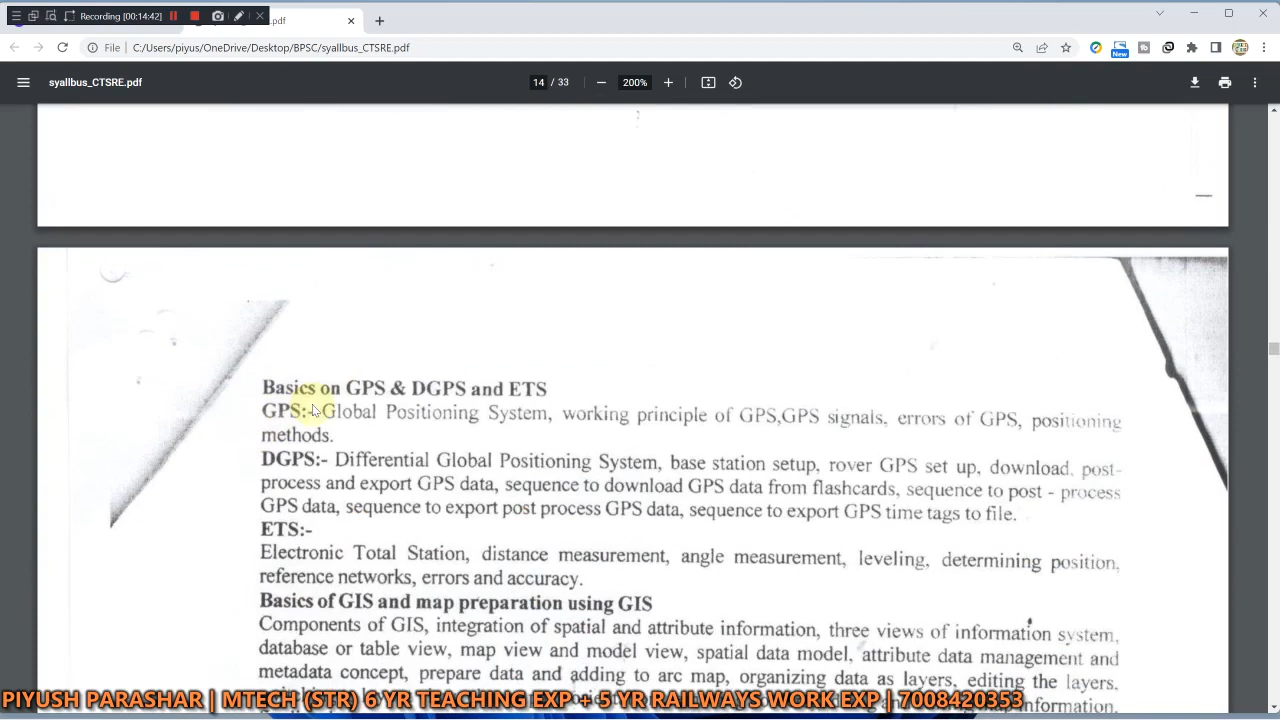 Recording [00:14:42]
.pdf
File
C:/Users/piyus/OneDrive/Desktop/BPSC/syallbus_CTSRE.pdf
New
syallbus_CTSRE.pdf
14 / 33
200%
Basics on GPS & DGPS and ETS
GPS:- Global Positioning System, working principle of GPS,GPS signals, errors of GPS, positioning
methods.
DGPS:- Differential Global Positioning System, base station setup, rover GPS set up, download, post-
process and export GPS data, sequence to download GPS data from flashcards, sequence to post - process
GPS data, sequence to export post process GPS data, sequence to export GPS time tags to file.
ETS:-
Electronic Total Station, distance measurement, angle measurement, leveling, determining position,
reference networks, errors and accuracy.
Basics of GIS and map preparation using GIS
Components of GIS, integration of spatial and attribute information, three views of information system,
database or table view, map view and model view, spatial data model, attribute data management and
metadata concept, prepare data and adding to arc map, organizing data as layers, editing the layers.
PIYUSH PARASHAR | MTECH (STR) 6 YR TEACHING EXP + 5 YR RAILWAYS WORK EXP | 7008420353
information.